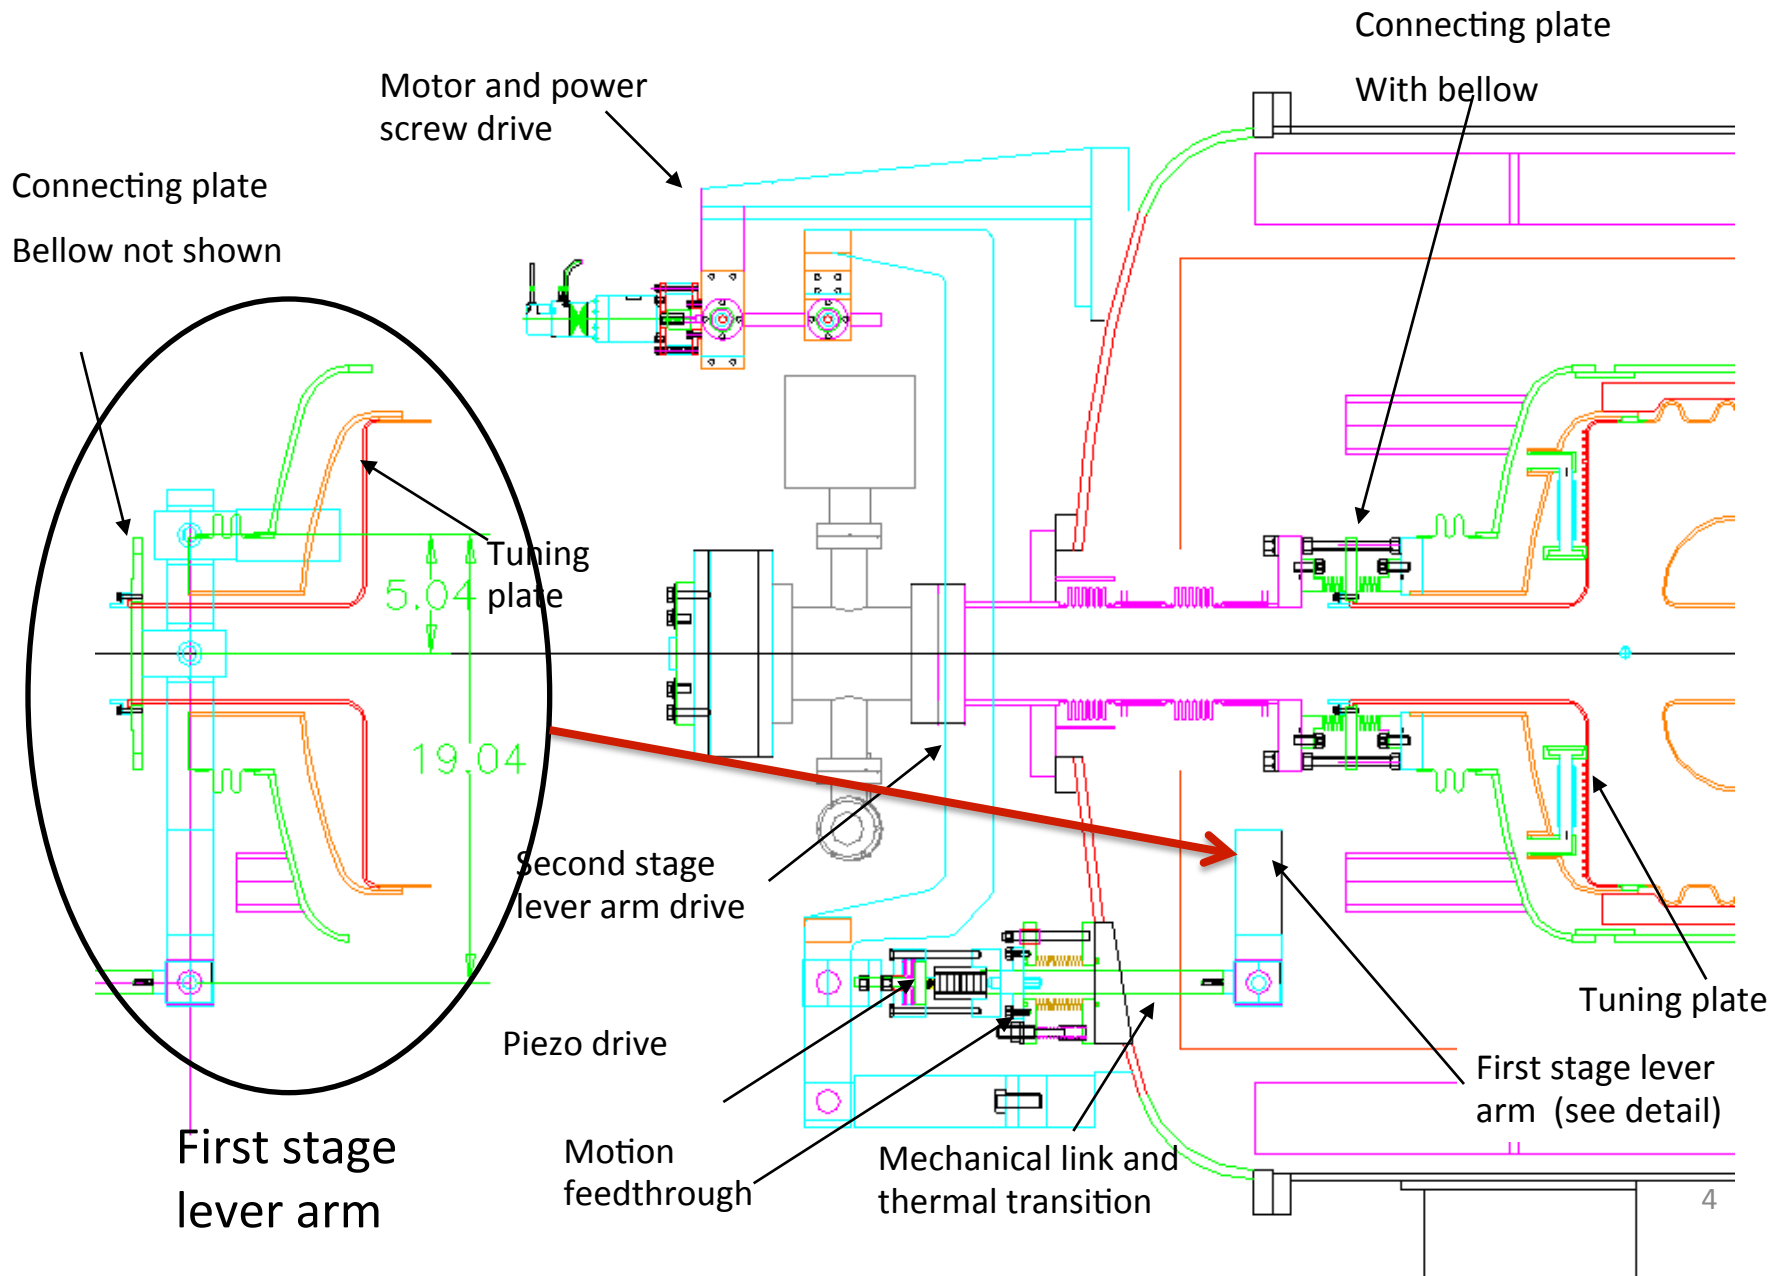 Connecting plate
With bellow
Motor and power
screw drive
Connecting plate
Bellow not shown
Tuning
plate
5.04
19.04
Second stage
lever arm drive
Tuning plate
Piezo drive
First stage lever
arm (see detail)
First stage
lever arm
Motion
feedthrough
Mechanical link and
thermal transition
4